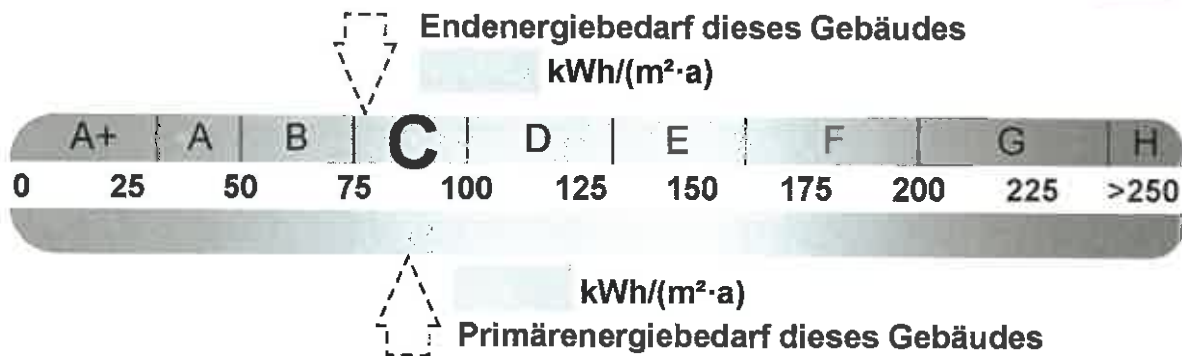 Endenergiebedarf dieses Gebäudes
kWh/(m²·a)
A+ A B C D E F G H
0 25 50 75 100 125 150 175 200 225 >250
kWh/(m²·a)
Primärenergiebedarf dieses Gebäudes